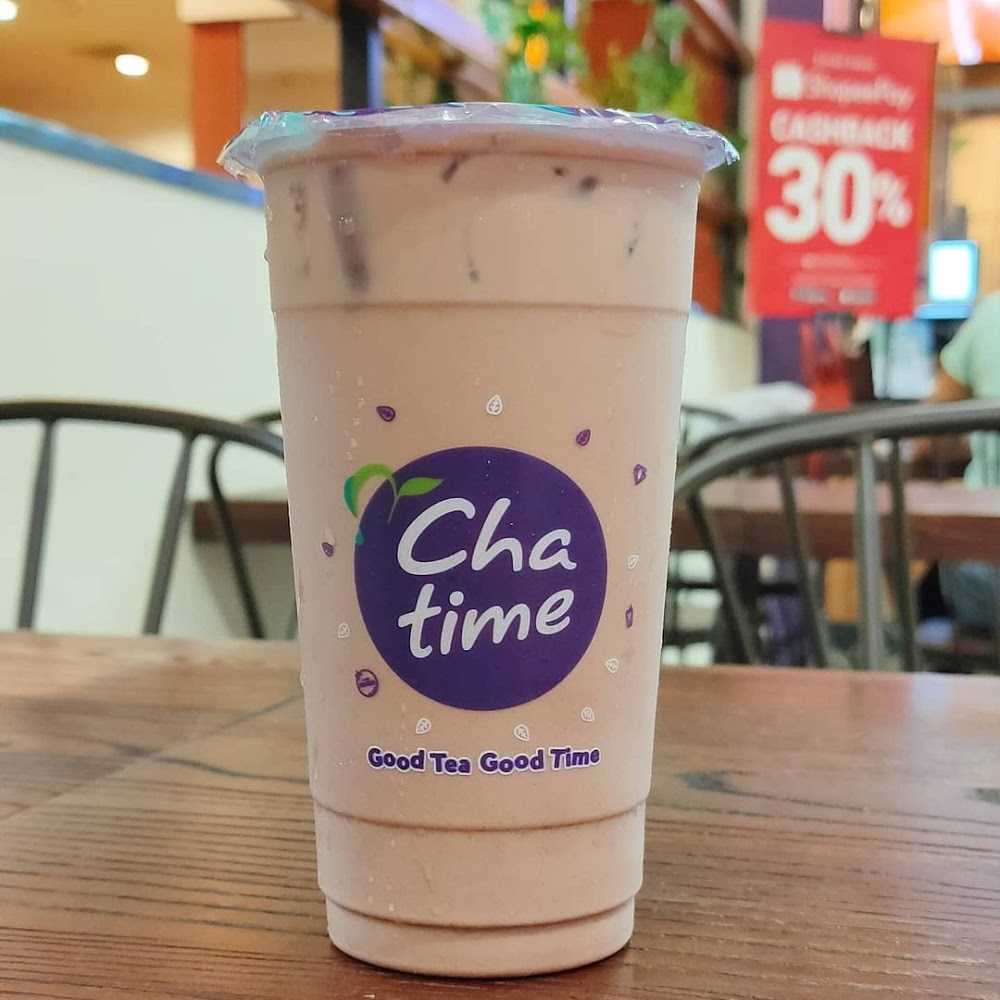 Cha
time
Good Tea Good Time
ShopeePay
CASHBACK
30%